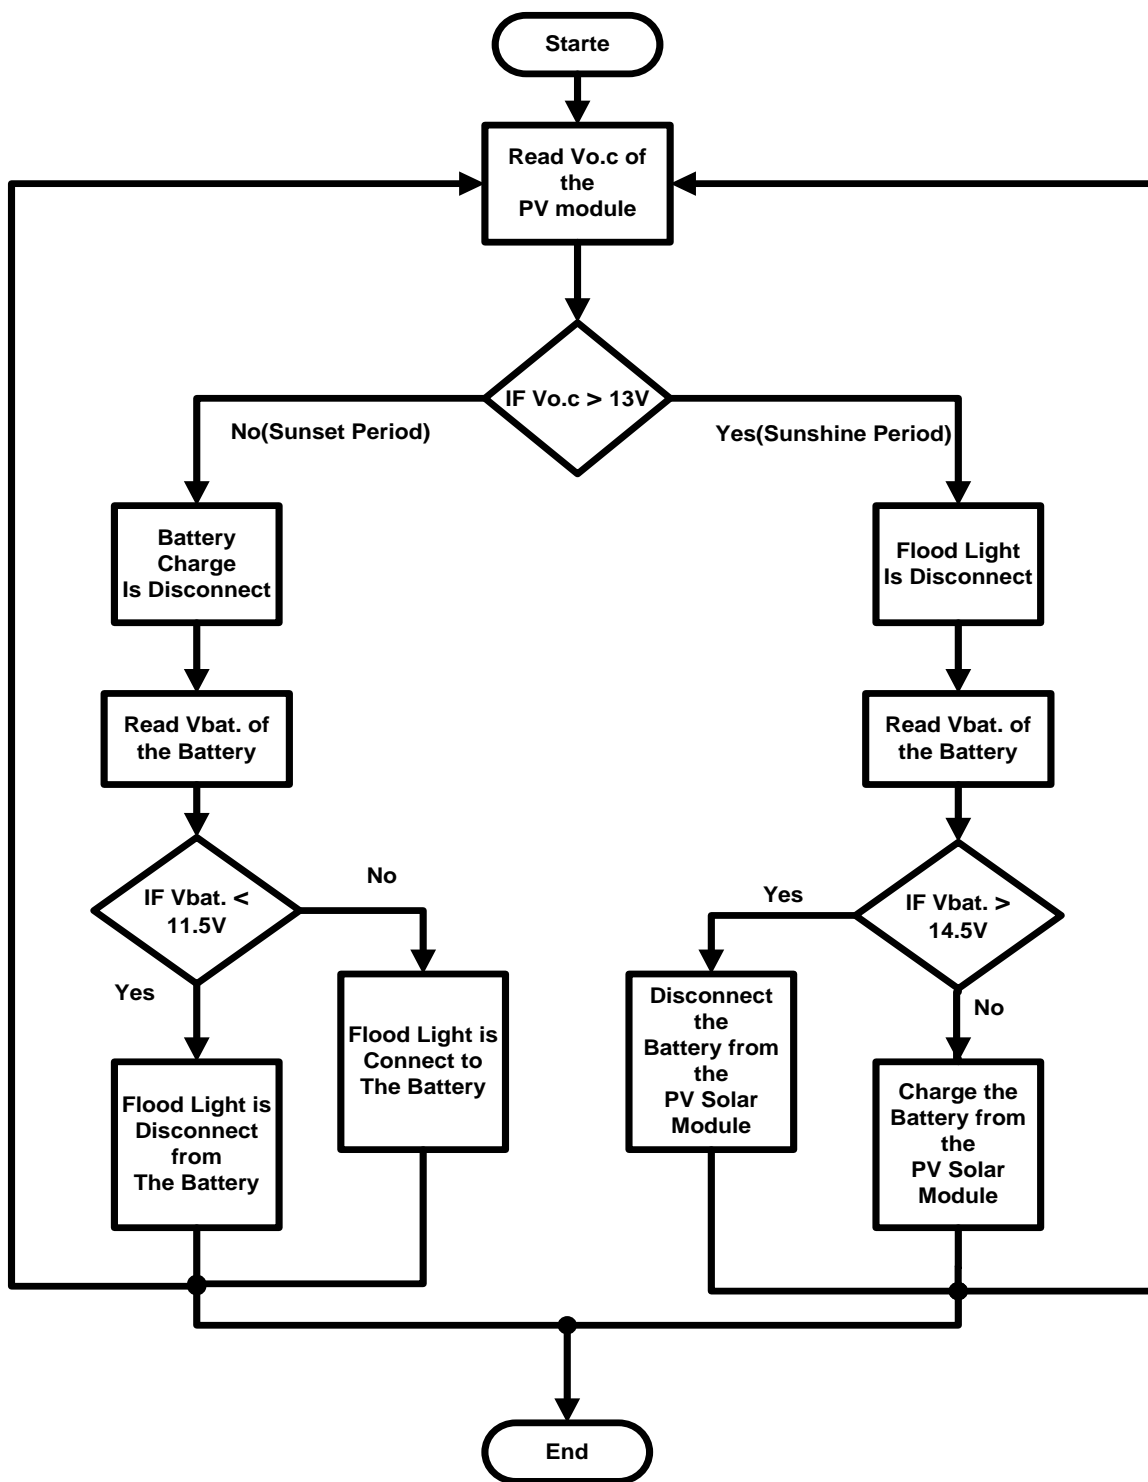 Starte
Read Vo.c of
the
PV module
IF Vo.c > 13V
No(Sunset Period)
Yes(Sunshine Period)
Battery
Charge
Is Disconnect
Flood Light
Is Disconnect
Read Vbat. of
the Battery
Read Vbat. of
the Battery
IF Vbat. <
11.5V
No
Yes
IF Vbat. >
14.5V
Yes
No
Flood Light is
Connect to
The Battery
Disconnect
the
Battery from
the
PV Solar
Module
Flood Light is
Disconnect
from
The Battery
Charge the
Battery from
the
PV Solar
Module
End